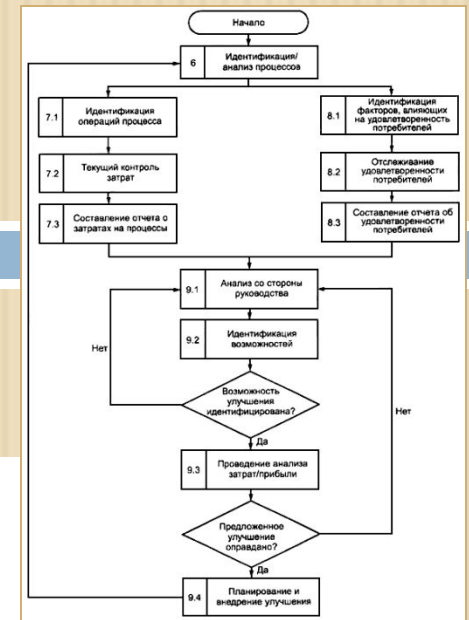 Начало
6
Идентификация/
анализ процессов
7.1
Идентификация
операций процесса
8.1
Идентификация
факторов, влияющих
на удовлетворенность
потребителей
7.2
Текущий контроль
затрат
8.2
Отслеживание
удовлетворенности
потребителей
7.3
Составление отчета о
затратах на процессы
8.3
Составление отчета об
удовлетворенности
потребителей
9.1
Анализ со стороны
руководства
9.2
Идентификация
возможностей
Нет
Возможность
улучшения
идентифицирована?
Нет
Да
9.3
Проведение анализа
затрат/прибыли
Предложенное
улучшение
оправдано?
Да
9.4
Планирование и
внедрение улучшения